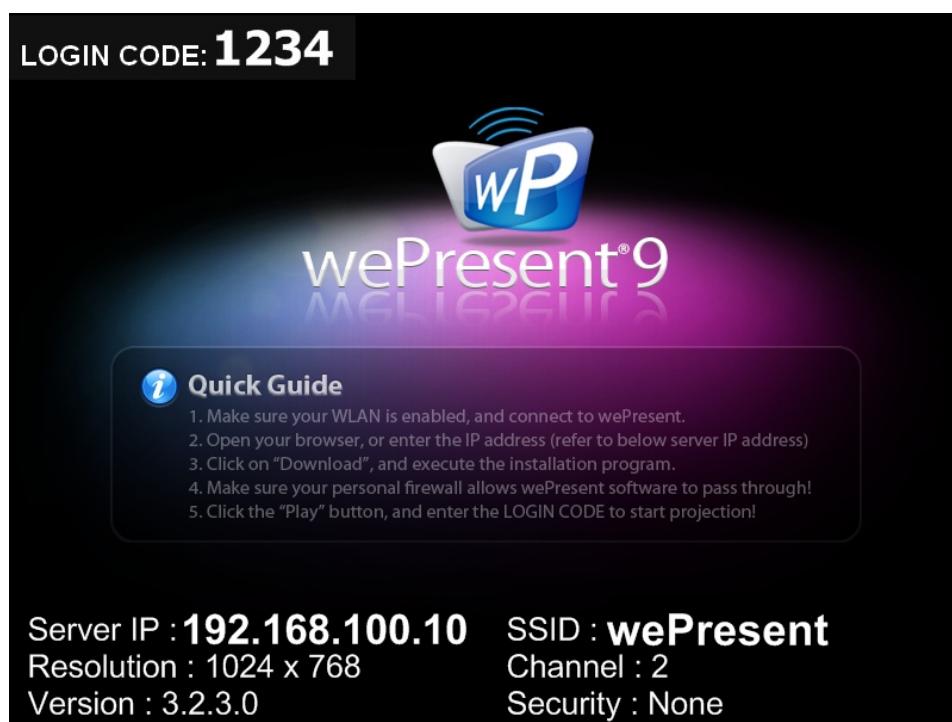 LOGIN CODE: 1234
wP
wePresent®9
Quick Guide
1. Make sure your WLAN is enabled, and connect to wePresent.
2. Open your browser, or enter the IP address (refer to below server IP address)
3. Click on “Download”, and execute the installation program.
4. Make sure your personal firewall allows wePresent software to pass through!
5. Click the “Play” button, and enter the LOGIN CODE to start projection!
Server IP : 192.168.100.10 SSID : wePresent
Resolution : 1024 x 768 Channel : 2
Version : 3.2.3.0 Security : None